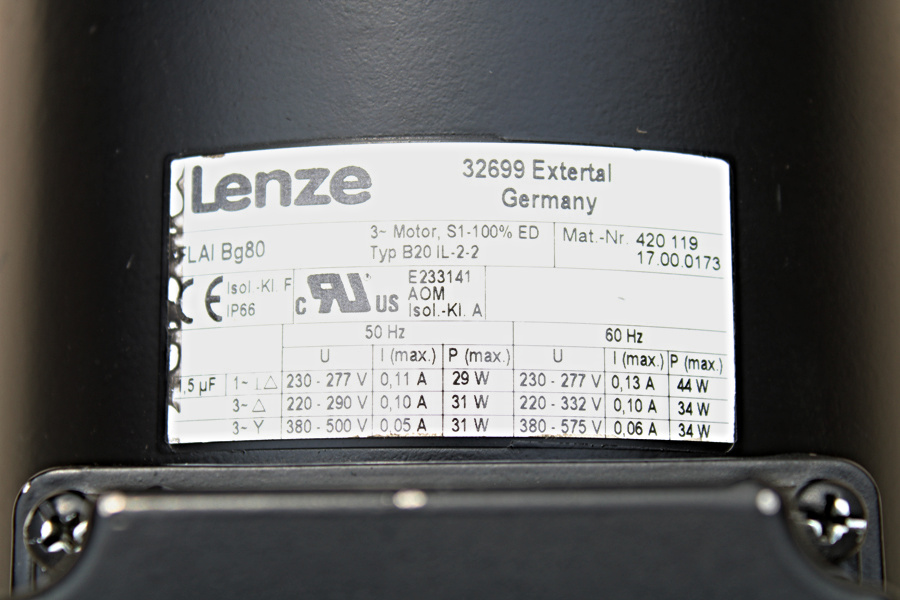 Lenze
32699 Extertal
Germany
LAI Bg80
3~ Motor, S1-100% ED
Typ B20 IL-2-2
Mat.-Nr. 420 119
17.00.0173
CE Isol.-Kl. F
IP66
c RU US
E233141
AOM
Isol.-Kl. A
50 Hz 60 Hz
U I (max.) P (max.) U I (max.) P (max.)
,5 µF 1~ ⊥ △ 230 - 277 V 0,11 A 29 W 230 - 277 V 0,13 A 44 W
3~ △ 220 - 290 V 0,10 A 31 W 220 - 332 V 0,10 A 34 W
3~ Y 380 - 500 V 0,05 A 31 W 380 - 575 V 0,06 A 34 W